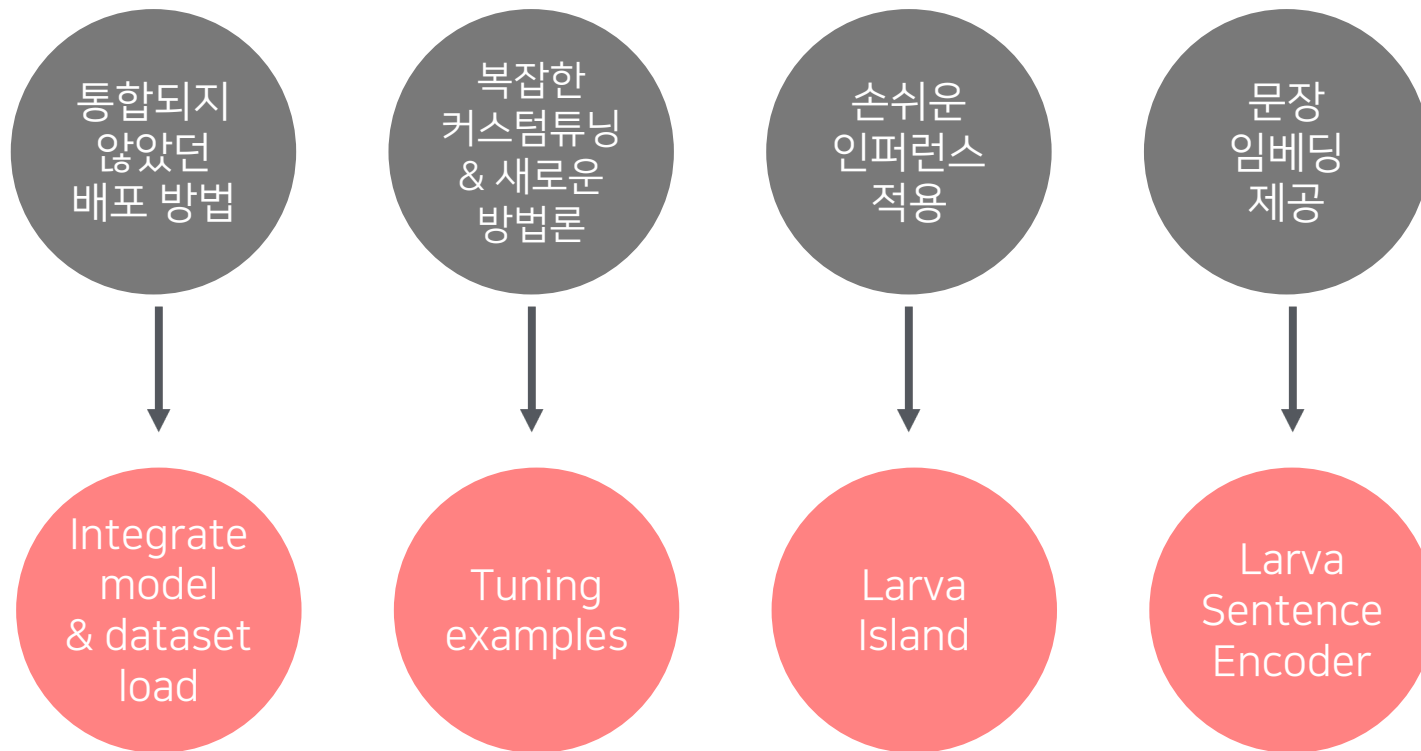 통합되지
않았던
배포 방법
복잡한
커스텀튜닝
& 새로운
방법론
손쉬운
인퍼런스
적용
문장
임베딩
제공
Integrate
model
& dataset
load
Tuning
examples
Larva
Island
Larva
Sentence
Encoder